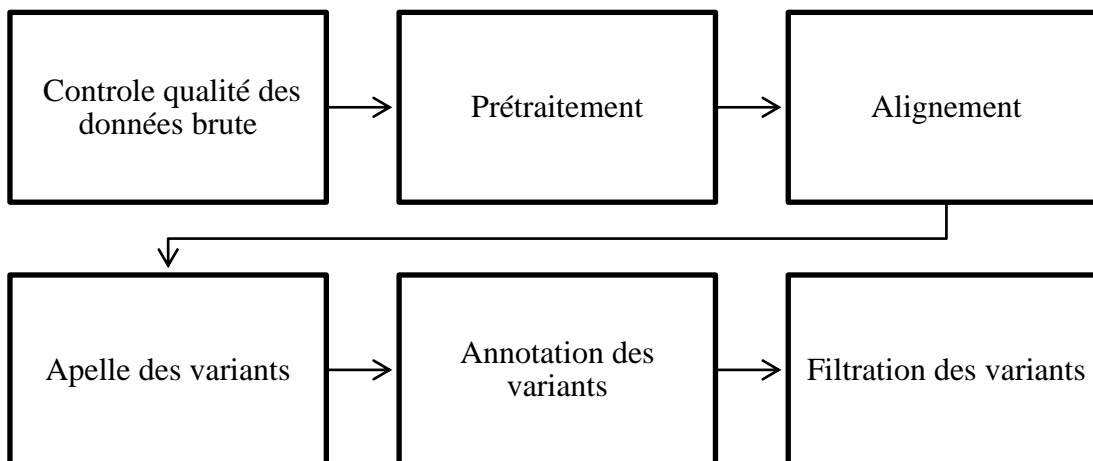 Controle qualité des
données brute
Prétraitement
Alignement
Apelle des variants
Annotation des
variants
Filtration des variants